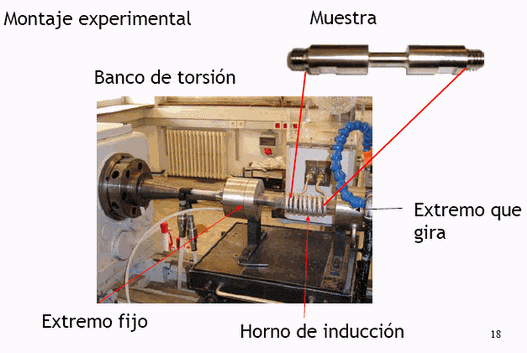 Montaje experimental
Muestra
Banco de torsión
Extremo que
gira
Extremo fijo
Horno de inducción
18